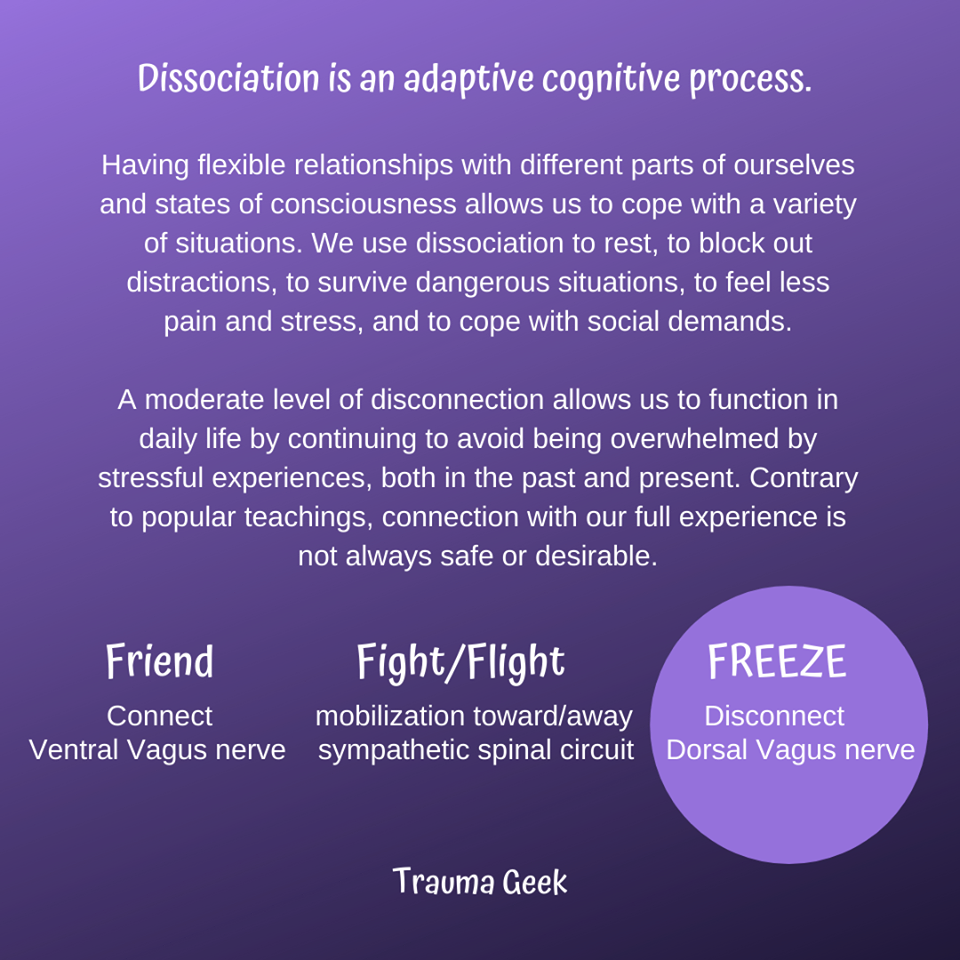 Dissociation is an adaptive cognitive process.
Having flexible relationships with different parts of ourselves
and states of consciousness allows us to cope with a variety
of situations. We use dissociation to rest, to block out
distractions, to survive dangerous situations, to feel less
pain and stress, and to cope with social demands.
A moderate level of disconnection allows us to function in
daily life by continuing to avoid being overwhelmed by
stressful experiences, both in the past and present. Contrary
to popular teachings, connection with our full experience is
not always safe or desirable.
Friend
Connect
Ventral Vagus nerve
Fight/Flight
mobilization toward/away
sympathetic spinal circuit
FREEZE
Disconnect
Dorsal Vagus nerve
Trauma Geek